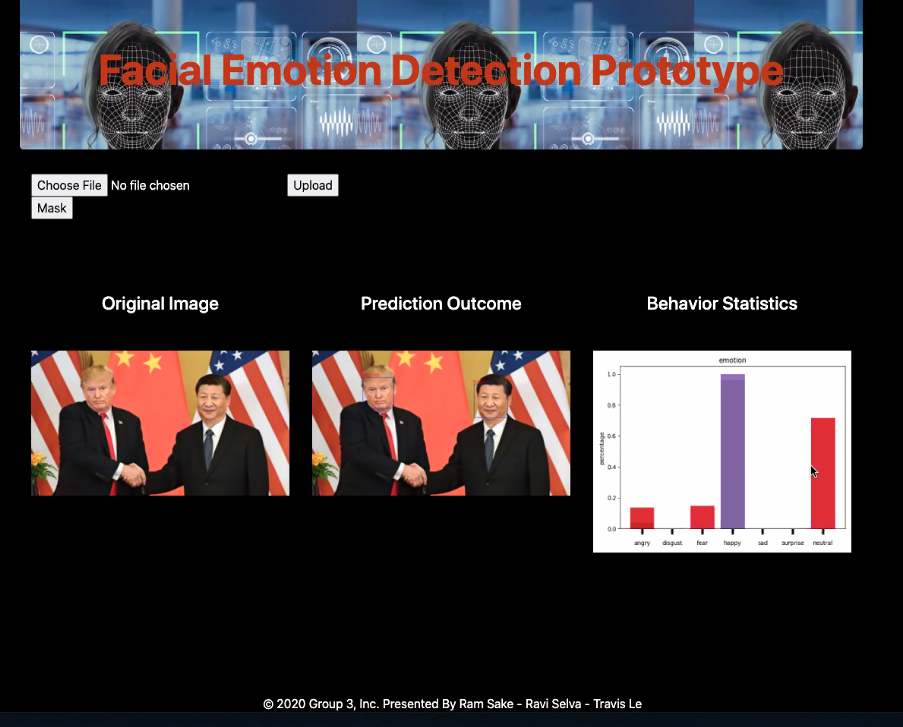 Facial Emotion Detection Prototype
Choose File No file chosen Upload
Mask
Original Image Prediction Outcome Behavior Statistics
emotion
1.0
0.8
0.6
0.4
0.2
0.0
percentage
angry disgust fear happy sad surprise neutral
© 2020 Group 3, Inc. Presented By Ram Sake - Ravi Selva - Travis Le